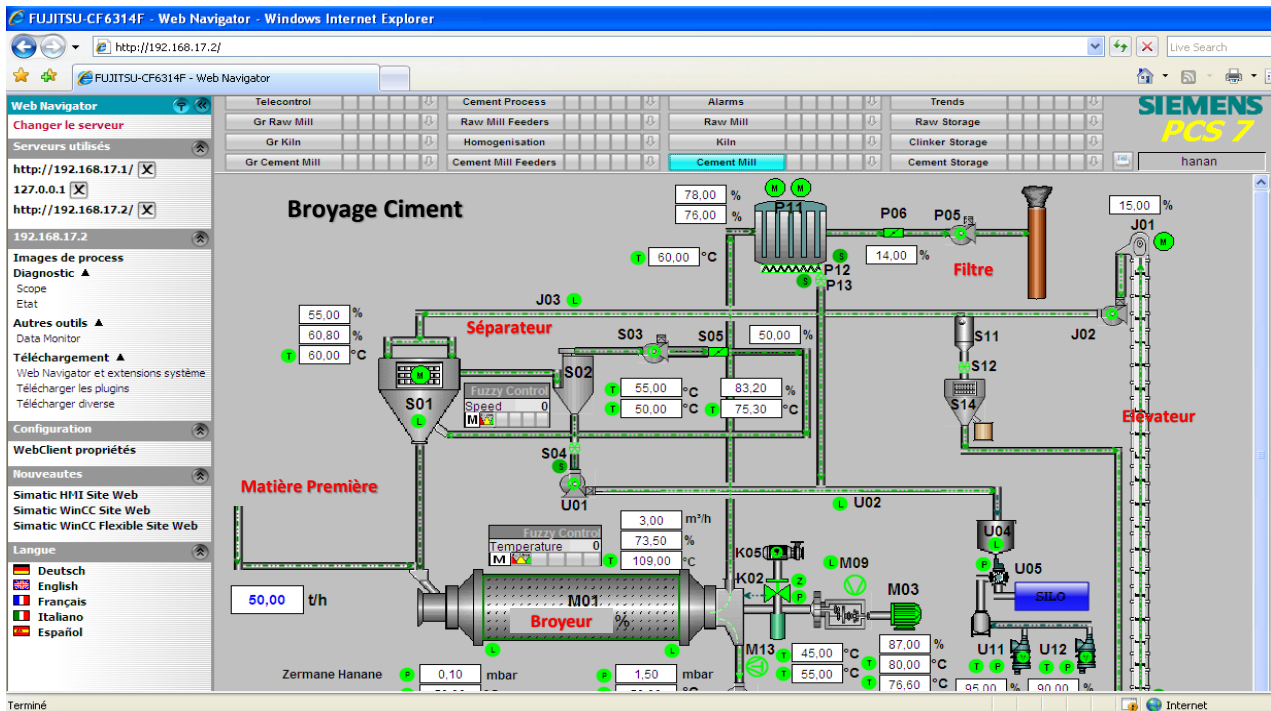 FUJITSU-CF6314F - Web Navigator - Windows Internet Explorer
http://192.168.17.2/
Live Search
FUJITSU-CF6314F - Web Navigator
Web Navigator
Changer le serveur
Serveurs utilisés
http://192.168.17.1/ X
127.0.0.1 X
http://192.168.17.2/ X
192.168.17.2
Images de process
Diagnostic ▲
Scope
Etat
Autres outils ▲
Data Monitor
Téléchargement ▲
Web Navigator et extensions système
Télécharger les plugins
Télécharger diverse
Configuration
WebClient propriétés
Nouveautes
Simatic HMI Site Web
Simatic WinCC Site Web
Simatic WinCC Flexible Site Web
Langue
Deutsch
English
Français
Italiano
Español
Telecontrol Cement Process Alarms Trends
Gr Raw Mill Raw Mill Feeders Raw Mill Raw Storage
Gr Kiln Homogenisation Kiln Clinker Storage
Gr Cement Mill Cement Mill Feeders Cement Mill Cement Storage
SIEMENS
PCS 7
hanan
Broyage Ciment
78,00 %
76,00 %
M M
P11
T 60,00 °C
P06 P05
14,00 %
Filtre
S P12
S P13
15,00 %
J01
M
J03 L
J02
55,00 %
60,80 %
T 60,00 °C
Séparateur
S03 S05 50,00 %
S11
S12
S14
Elévateur
M
S01
L
S02
Fuzzy Control
Speed 0
M
T 55,00 °C 83,20 %
T 50,00 °C T 75,30 °C
S04
S
U01
Matière Première
L U02
3,00 m³/h
73,50 %
T 109,00 °C
Fuzzy Control
Temperature 0
M
K05
K02
Z
P
L M09
M03
U04
L
P U05
SILO
50,00 t/h
M01
Broyeur %
L L
M13
T 45,00 °C
T 55,00 °C
87,00 %
T 80,00 °C
T 76,60 °C
U11 U12
T P T P
95,00 % 90,00 %
Zermane Hanane P 0,10 mbar P 1,50 mbar
Terminé
Internet